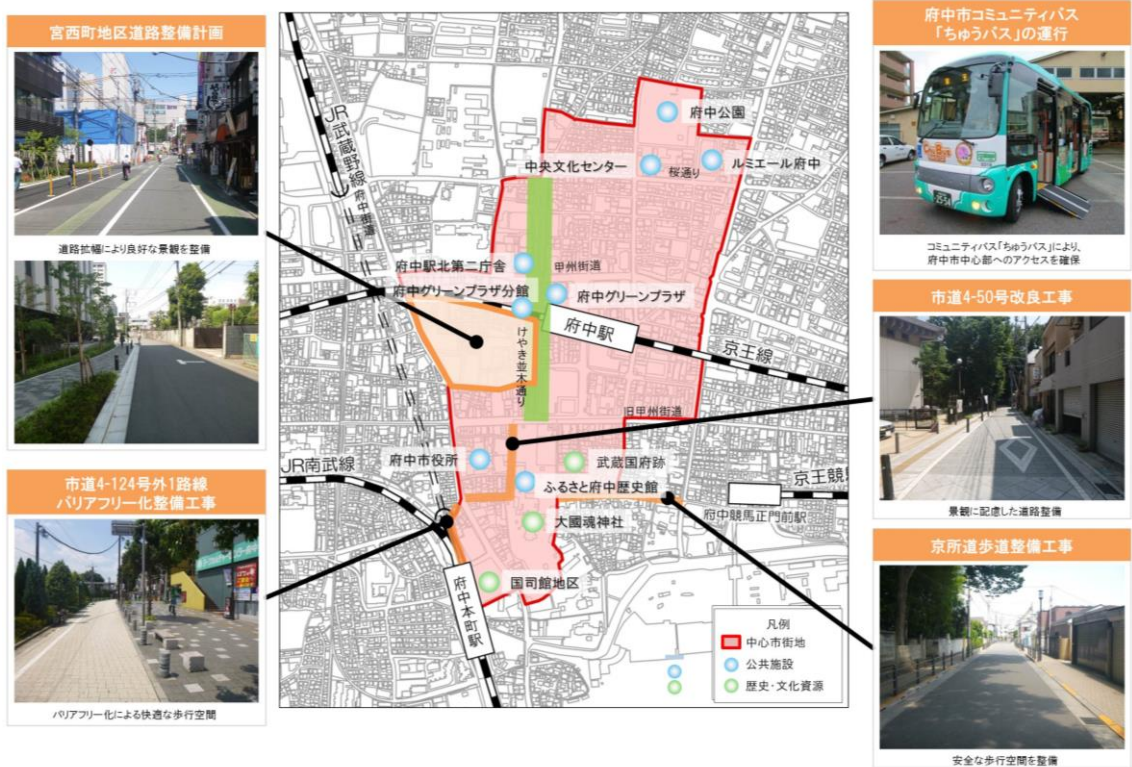 宮西町地区道路整備計画
道路拡幅により良好な景観を整備
市道4-124号外1路線
バリアフリー化整備工事
バリアフリー化による快適な歩行空間
JR武蔵野線
府中街道
府中公園
中央文化センター
桜通り
ルミエール府中
府中駅北第二庁舎
甲州街道
府中グリーンプラザ分館
府中グリーンプラザ
府中駅
けやき並木通り
京王線
旧甲州街道
JR南武線
府中市役所
武蔵国府跡
ふるさと府中歴史館
京王競馬
府中競馬正門前駅
大國魂神社
国司館地区
府中本町駅
凡例
中心市街地
公共施設
歴史・文化資源
府中市コミュニティバス
「ちゅうバス」の運行
コミュニティバス「ちゅうバス」により、
府中市中心部へのアクセスを確保
市道4-50号改良工事
景観に配慮した道路整備
京所道歩道整備工事
安全な歩行空間を整備